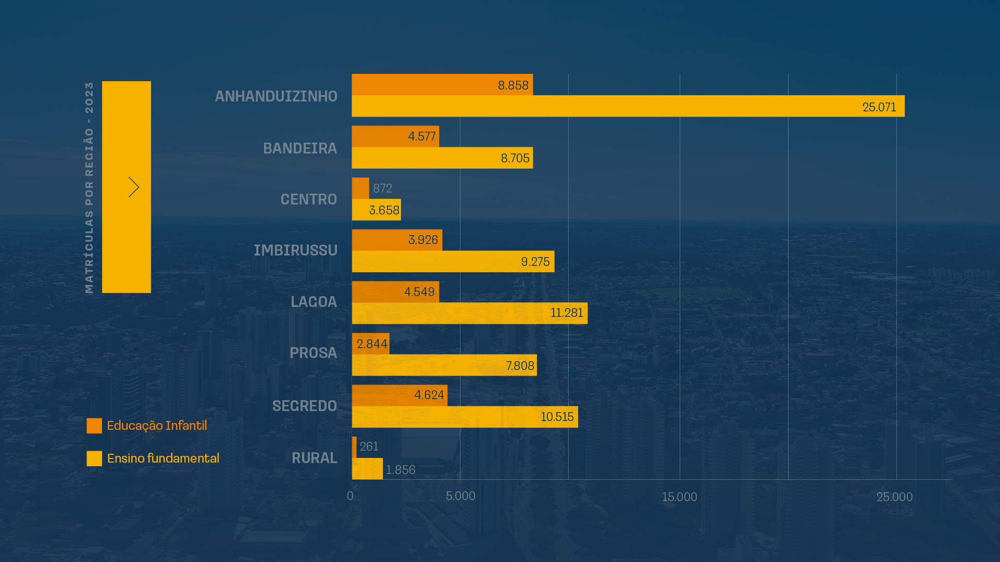 MATRÍCULAS POR REGIÃO - 2023
ANHANDUIZINHO
8.858
25.071
BANDEIRA
4.577
8.705
CENTRO
872
3.658
IMBIRUSSU
3.926
9.275
LAGOA
4.549
11.281
PROSA
2.844
7.808
SEGREDO
4.624
10.515
RURAL
261
1.856
0 5.000 15.000 25.000
Educação Infantil
Ensino fundamental